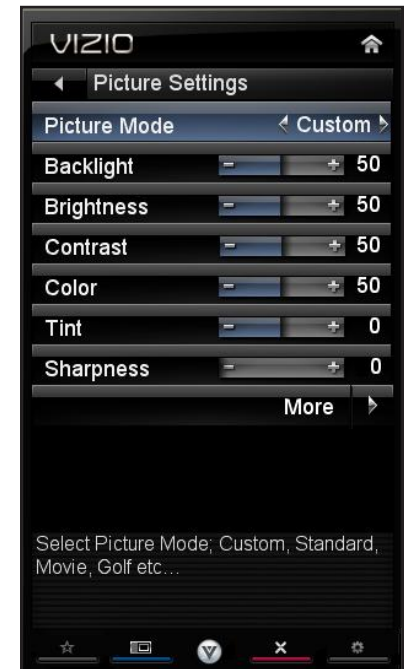 VIZIO
Picture Settings
Picture Mode Custom
Backlight - + 50
Brightness - + 50
Contrast - + 50
Color - + 50
Tint - + 0
Sharpness - + 0
More
Select Picture Mode; Custom, Standard,
Movie, Golf etc...
V